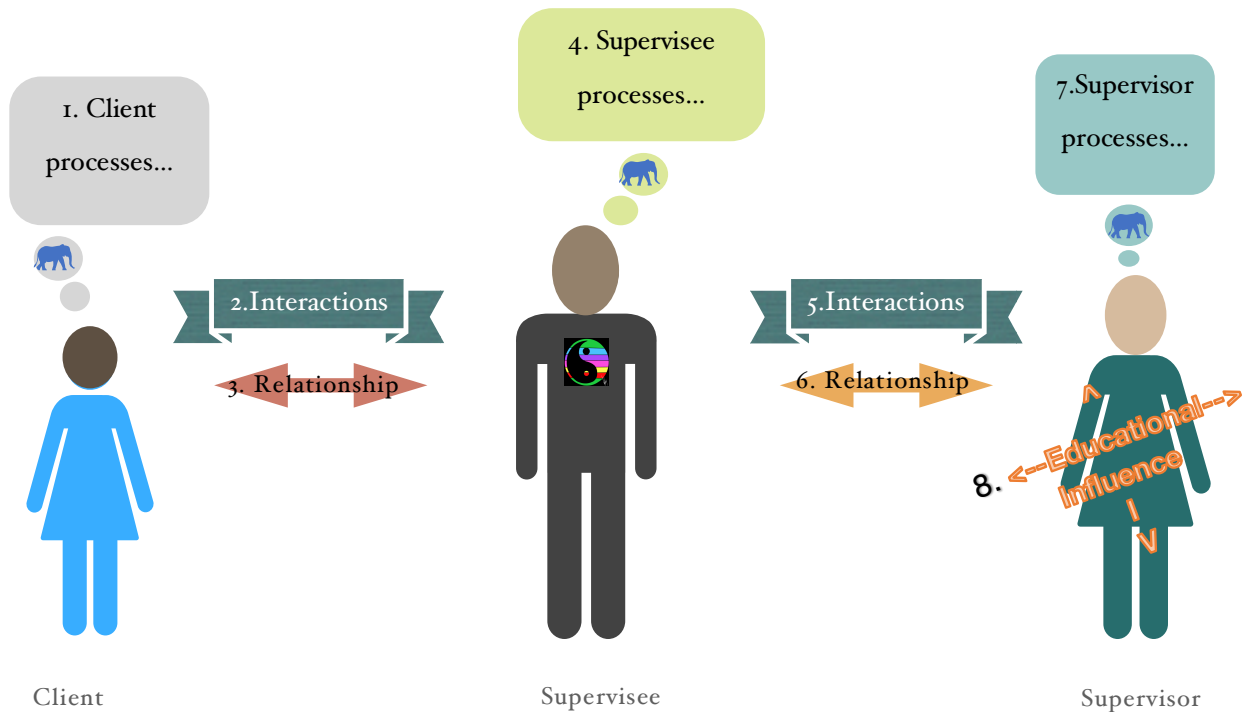 1. Client
processes...
4. Supervisee
processes...
7.Supervisor
processes...
2.Interactions
3. Relationship
5.Interactions
6. Relationship
8. <--Educational-->
Influence
Client
Supervisee
Supervisor